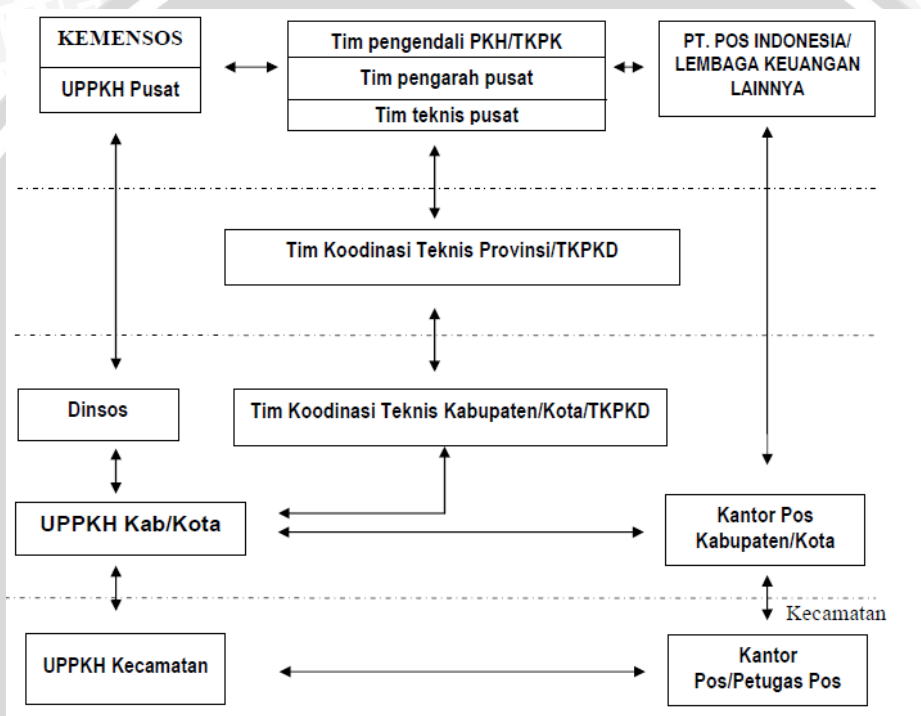 KEMENSOS
UPPKH Pusat
Tim pengendali PKH/TKPK
Tim pengarah pusat
Tim teknis pusat
PT. POS INDONESIA/
LEMBAGA KEUANGAN
LAINNYA
Tim Koodinasi Teknis Provinsi/TKPKD
Dinsos
Tim Koodinasi Teknis Kabupaten/Kota/TKPKD
UPPKH Kab/Kota
Kantor Pos
Kabupaten/Kota
Kecamatan
UPPKH Kecamatan
Kantor
Pos/Petugas Pos